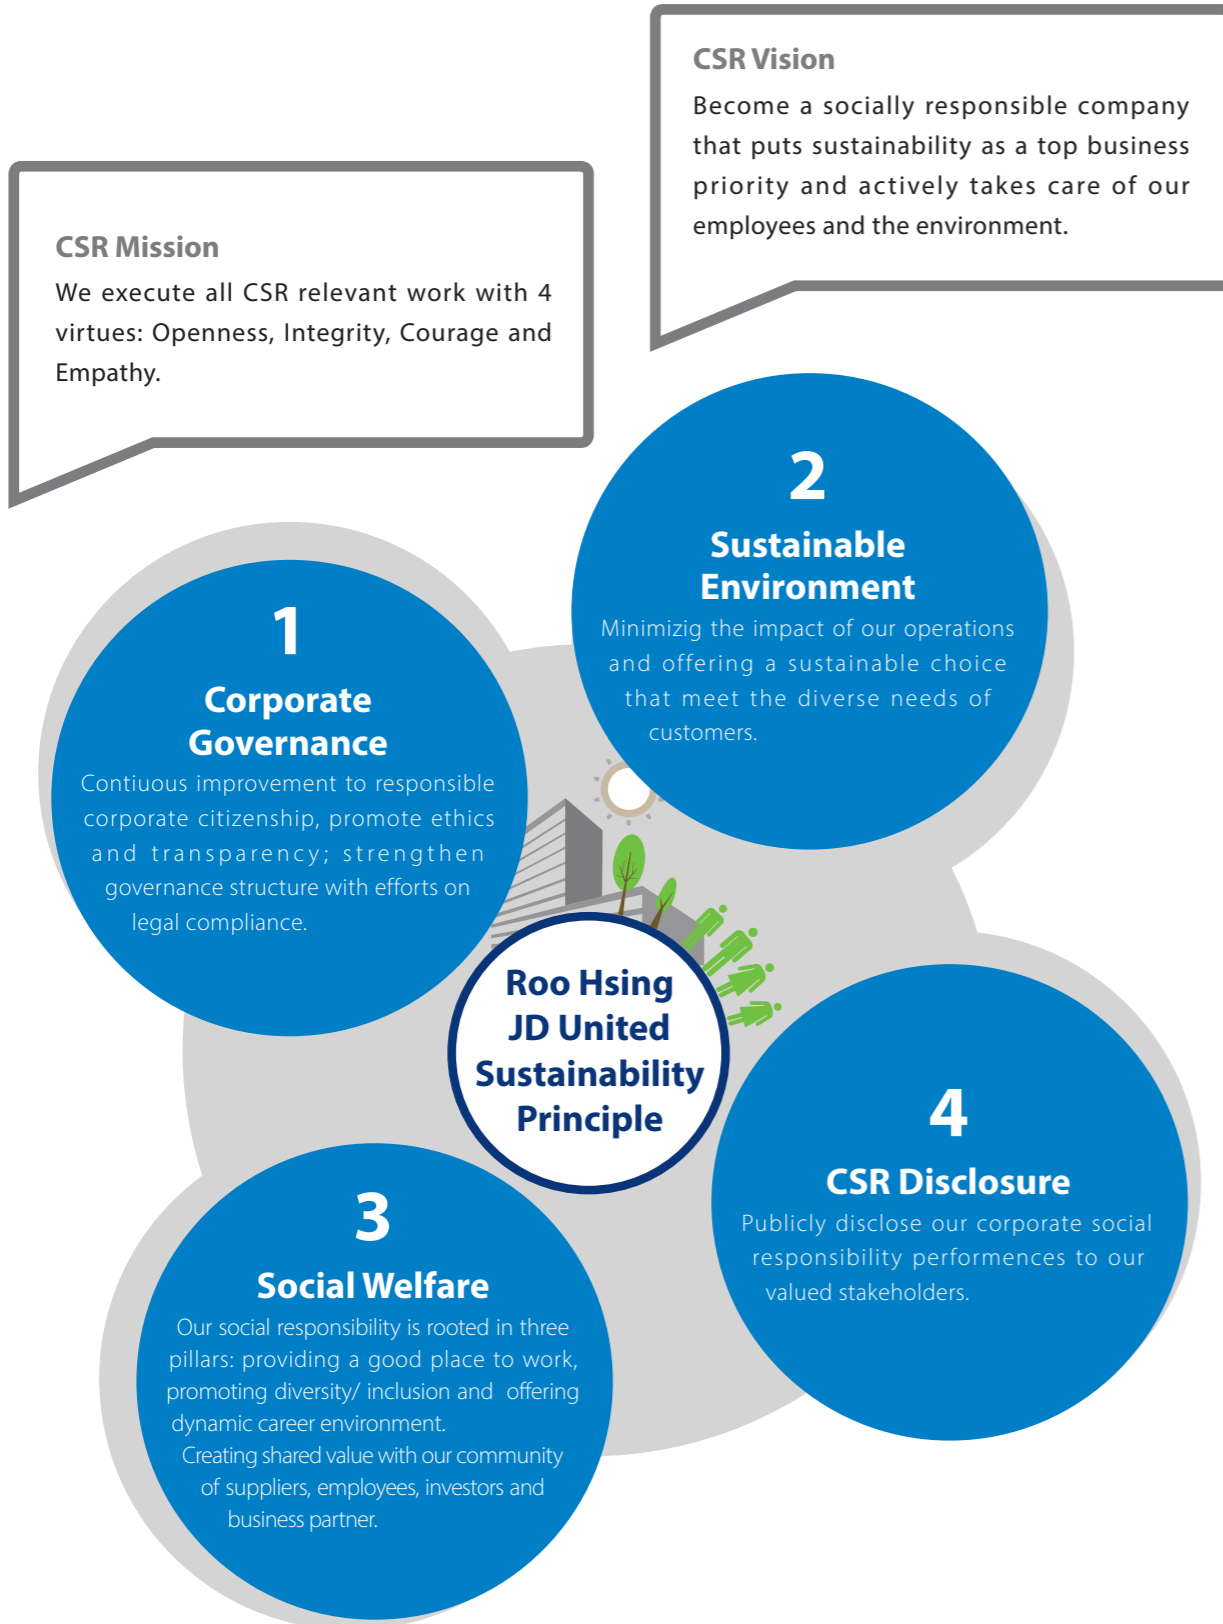 CSR Vision
Become a socially responsible company
that puts sustainability as a top business
priority and actively takes care of our
employees and the environment.
CSR Mission
We execute all CSR relevant work with 4
virtues: Openness, Integrity, Courage and
Empathy.
1
Corporate
Governance
Contiuous improvement to responsible
corporate citizenship, promote ethics
and transparency; strengthen
governance structure with efforts on
legal compliance.
2
Sustainable
Environment
Minimizig the impact of our operations
and offering a sustainable choice
that meet the diverse needs of
customers.
Roo Hsing
JD United
Sustainability
Principle
3
Social Welfare
Our social responsibility is rooted in three
pillars: providing a good place to work,
promoting diversity/ inclusion and offering
dynamic career environment.
Creating shared value with our community
of suppliers, employees, investors and
business partner.
4
CSR Disclosure
Publicly disclose our corporate social
responsibility performences to our
valued stakeholders.